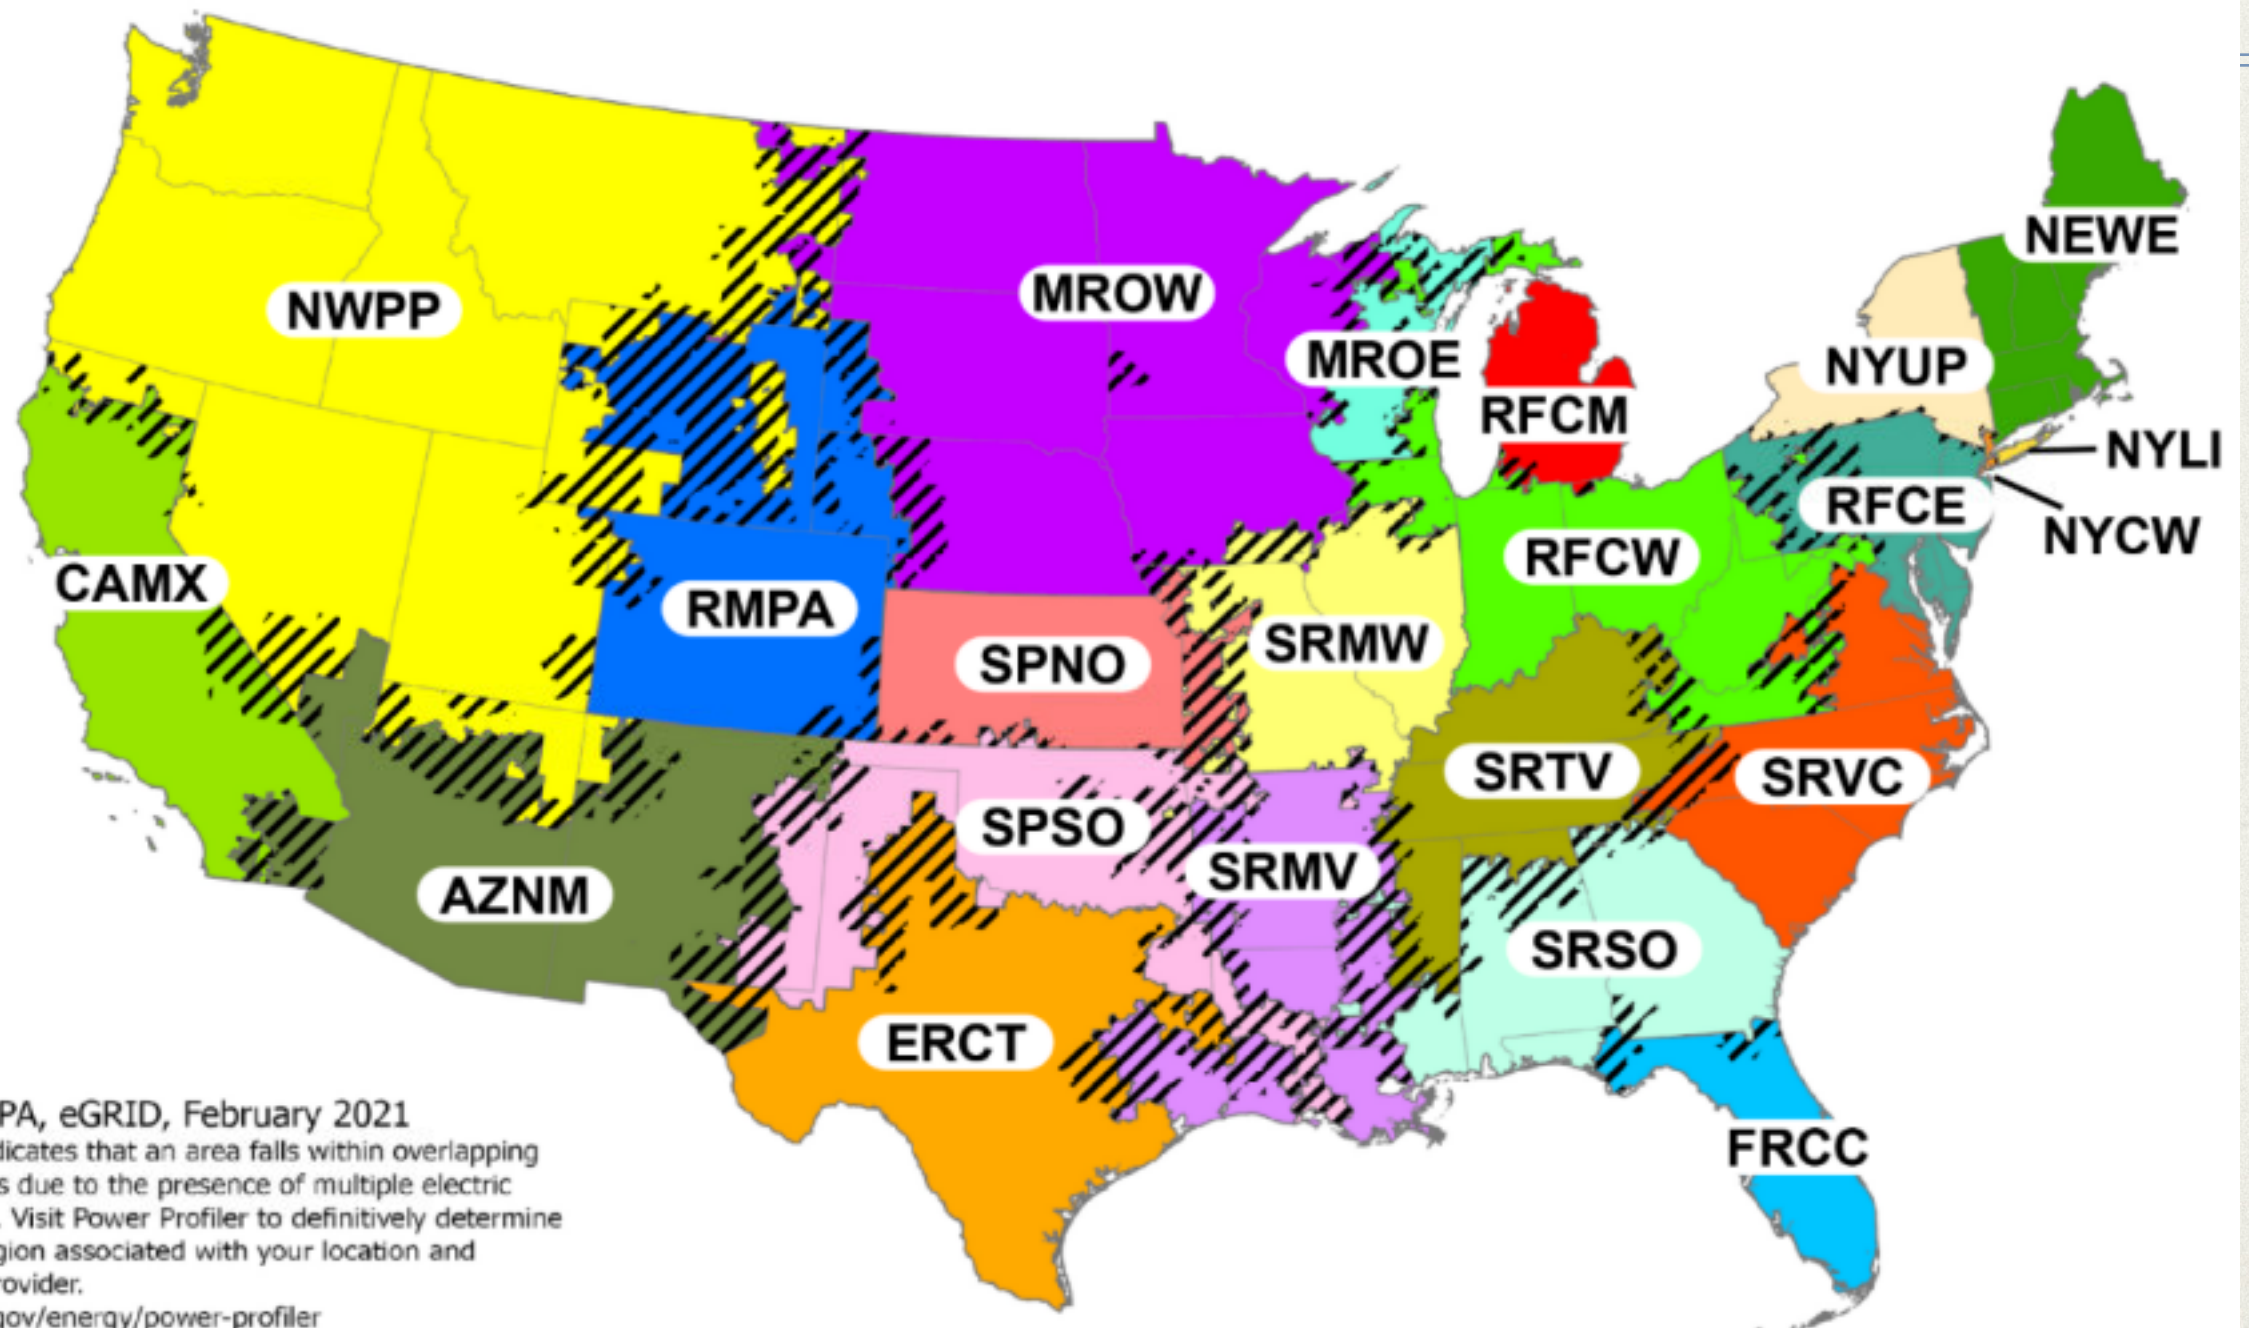 NEWE
NWPP
MROW
MROE
NYUP
RFCM
NYLI
RFCE
NYCW
RFCW
CAMX
RMPA
SRMW
SPNO
SRTV
SRVC
SPSO
SRMV
AZNM
SRSO
ERCT
FRCC
PA, eGRID, February 2021
dicates that an area falls within overlapping
s due to the presence of multiple electric
. Visit Power Profiler to definitively determine
gion associated with your location and
rovider.
gov/energy/power-profiler